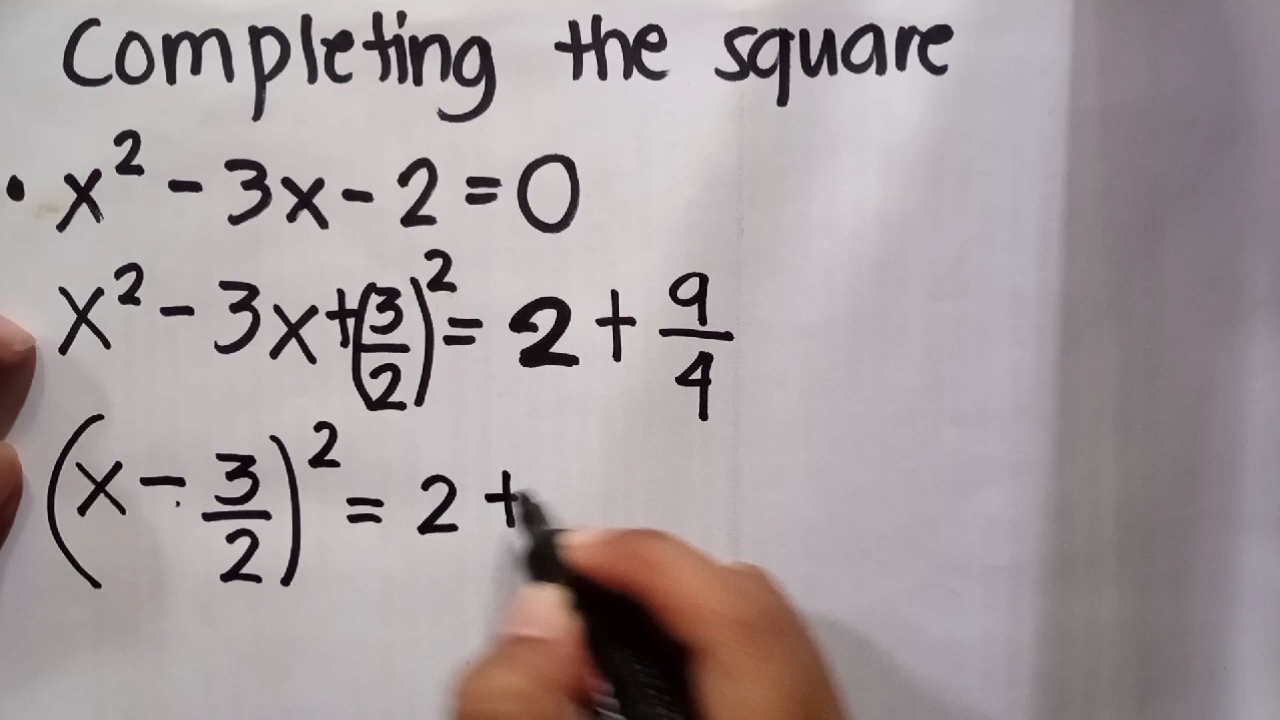 Completing the square
• x² - 3x - 2 = 0
x² - 3x + (3/2)² = 2 + 9/4
(x - 3/2)² = 2 +